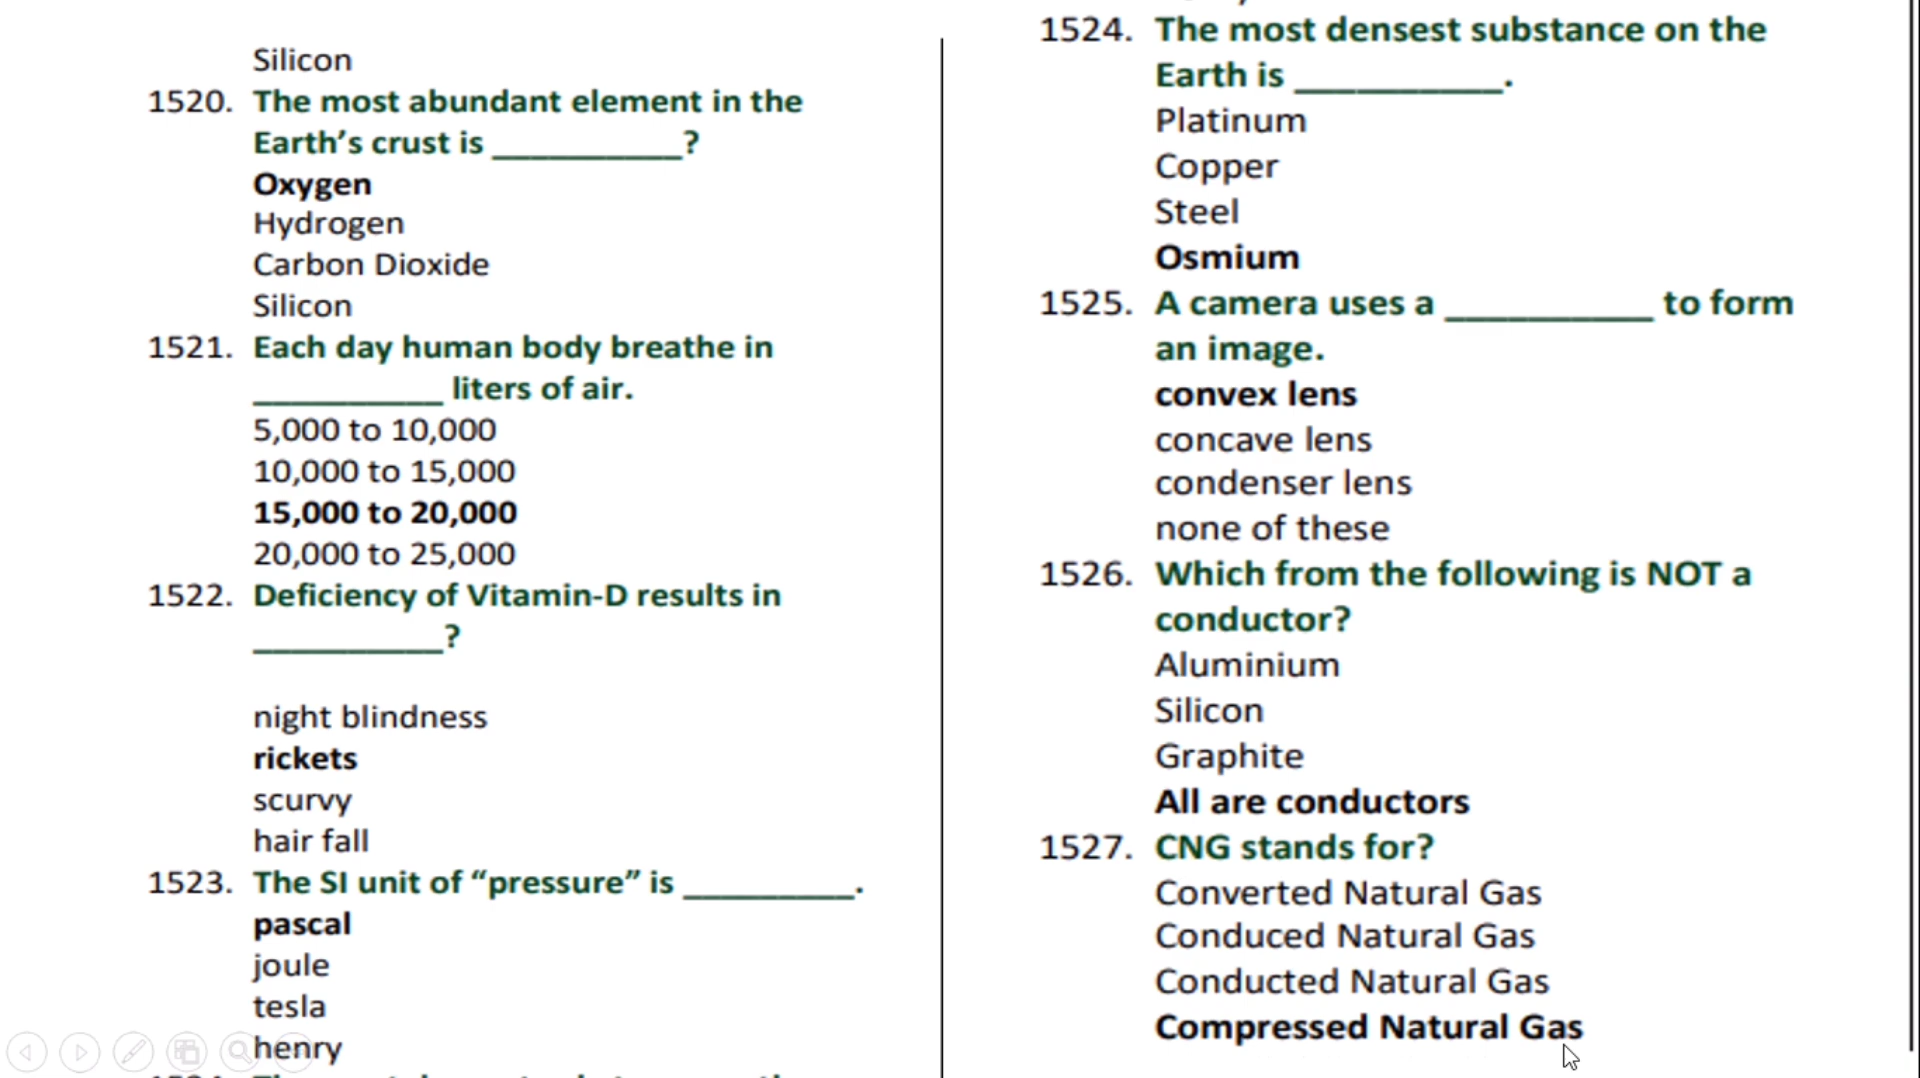 Silicon
1520. The most abundant element in the
Earth’s crust is ___________?
Oxygen
Hydrogen
Carbon Dioxide
Silicon
1521. Each day human body breathe in
___________ liters of air.
5,000 to 10,000
10,000 to 15,000
15,000 to 20,000
20,000 to 25,000
1522. Deficiency of Vitamin-D results in
___________?
night blindness
rickets
scurvy
hair fall
1523. The SI unit of “pressure” is __________.
pascal
joule
tesla
henry
1524. The most densest substance on the
Earth is ___________.
Platinum
Copper
Steel
Osmium
1525. A camera uses a ___________ to form
an image.
convex lens
concave lens
condenser lens
none of these
1526. Which from the following is NOT a
conductor?
Aluminium
Silicon
Graphite
All are conductors
1527. CNG stands for?
Converted Natural Gas
Conduced Natural Gas
Conducted Natural Gas
Compressed Natural Gas